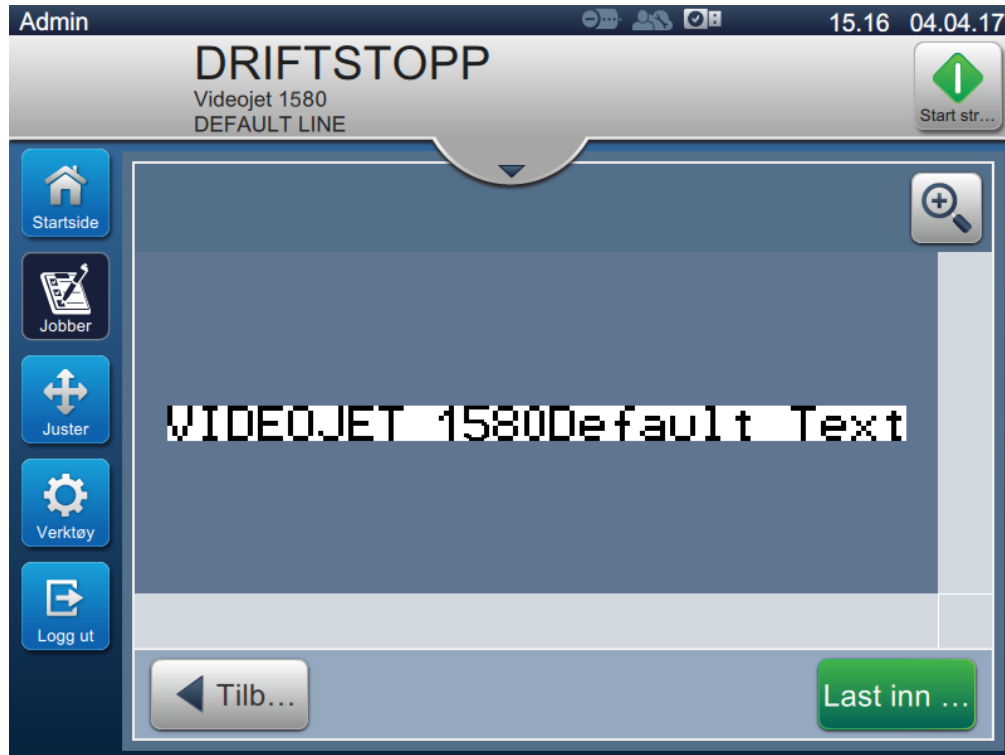 Admin 15.16 04.04.17
DRIFTSTOPP
Videojet 1580
DEFAULT LINE
Start str...
Startside
Jobber
Juster
Verktøy
Logg ut
VIDEOJET 1580Default Text
Tilb...
Last inn ...